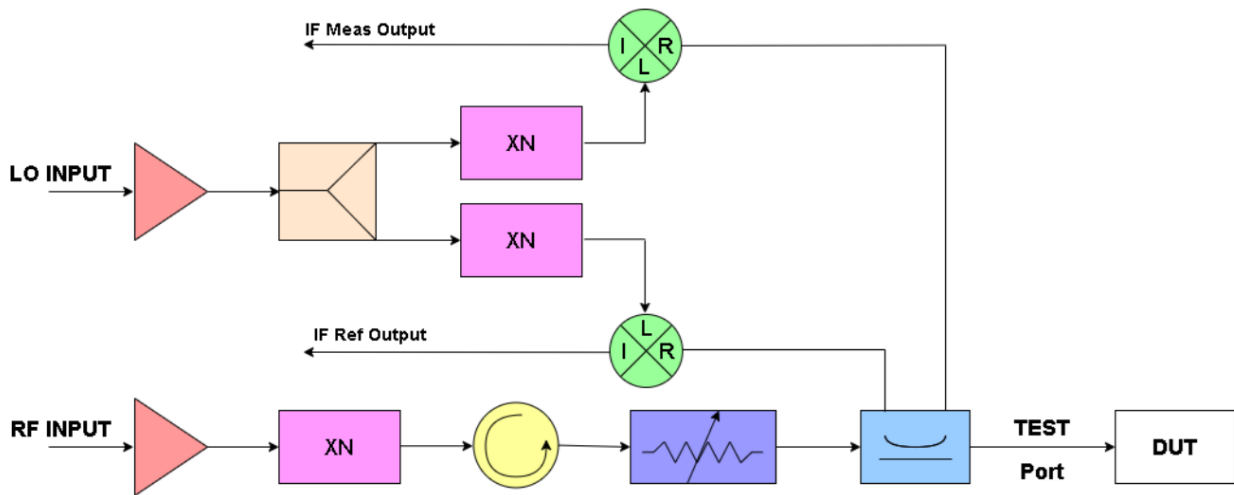 IF Meas Output
I R
L
XN
LO INPUT
XN
IF Ref Output
L
I R
RF INPUT
XN
TEST
Port
DUT